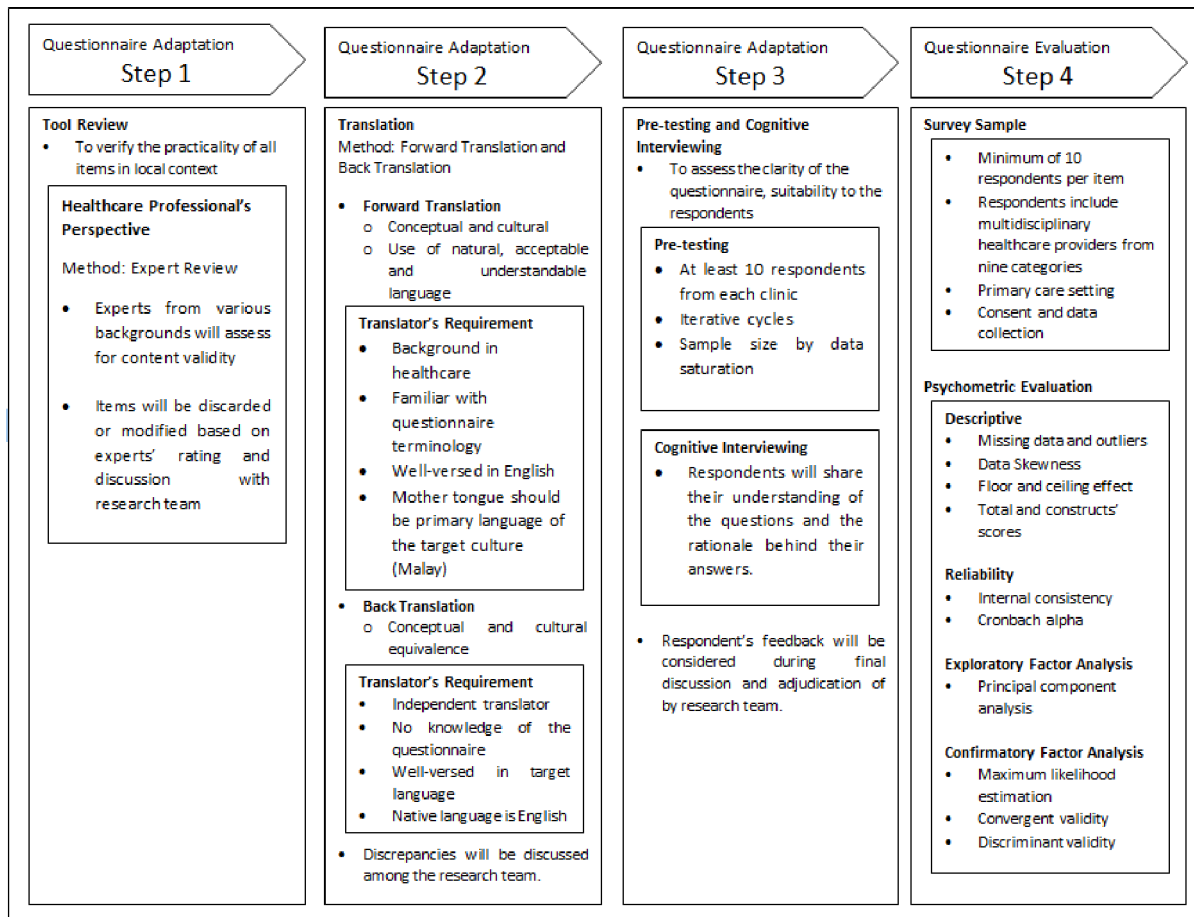 Questionnaire Adaptation
Step 1
Tool Review
• To verify the practicality of all
items in local context
Healthcare Professional's
Perspective
Method: Expert Review
• Experts from various
backgrounds will assess
for content validity
• Items will be discarded
or modified based on
experts' rating and
discussion with
research team
Questionnaire Adaptation
Step 2
Translation
Method: Forward Translation and
Back Translation
• Forward Translation
o Conceptual and cultural
o Use of natural, acceptable
and understandable
language
Translator's Requirement
• Background in
healthcare
• Familiar with
questionnaire
terminology
• Well-versed in English
• Mother tongue should
be primary language of
the target culture
(Malay)
• Back Translation
o Conceptual and cultural
equivalence
Translator's Requirement
• Independent translator
• No knowledge of the
questionnaire
• Well-versed in target
language
• Native language is English
• Discrepancies will be discussed
among the research team.
Questionnaire Adaptation
Step 3
Pre-testing and Cognitive
Interviewing
• To assess the clarity of the
questionnaire, suitability to the
respondents
Pre-testing
• At least 10 respondents
from each clinic
• Iterative cycles
• Sample size by data
saturation
Cognitive Interviewing
• Respondents will share
their understanding of
the questions and the
rationale behind their
answers.
• Respondent's feedback will be
considered during final
discussion and adjudication of
by research team.
Questionnaire Evaluation
Step 4
Survey Sample
• Minimum of 10
respondents per item
• Respondents include
multidisciplinary
healthcare providers from
nine categories
• Primary care setting
• Consent and data
collection
Psychometric Evaluation
Descriptive
• Missing data and outliers
• Data Skewness
• Floor and ceiling effect
• Total and constructs'
scores
Reliability
• Internal consistency
• Cronbach alpha
Exploratory Factor Analysis
• Principal component
analysis
Confirmatory Factor Analysis
• Maximum likelihood
estimation
• Convergent validity
• Discriminant validity